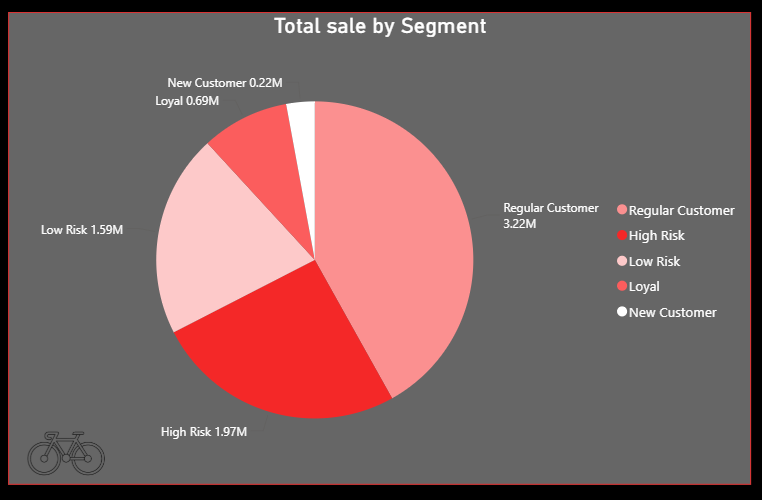 Total sale by Segment
New Customer 0.22M
Loyal 0.69M
Low Risk 1.59M
High Risk 1.97M
Regular Customer
3.22M
Regular Customer
High Risk
Low Risk
Loyal
New Customer